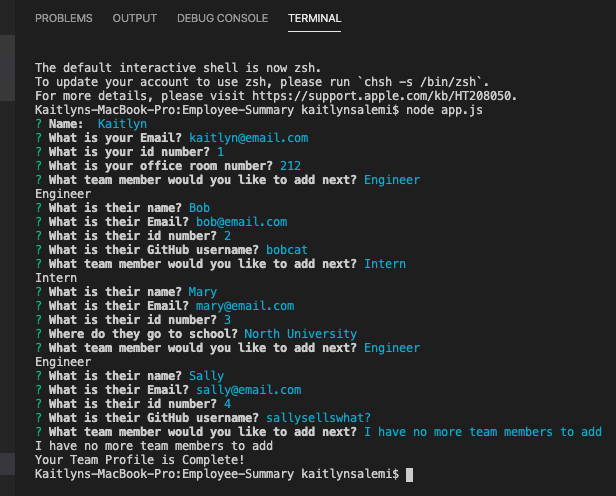 PROBLEMS OUTPUT DEBUG CONSOLE TERMINAL
The default interactive shell is now zsh.
To update your account to use zsh, please run `chsh -s /bin/zsh`.
For more details, please visit https://support.apple.com/kb/HT208050.
Kaitlyns-MacBook-Pro:Employee-Summary kaitlynsalemi$ node app.js
? Name:  Kaitlyn
? What is your Email? kaitlyn@email.com
? What is your id number? 1
? What is your office room number? 212
? What team member would you like to add next? Engineer
Engineer
? What is their name? Bob
? What is their Email? bob@email.com
? What is their id number? 2
? What is their GitHub username? bobcat
? What team member would you like to add next? Intern
Intern
? What is their name? Mary
? What is their Email? mary@email.com
? What is their id number? 3
? Where do they go to school? North University
? What team member would you like to add next? Engineer
Engineer
? What is their name? Sally
? What is their Email? sally@email.com
? What is their id number? 4
? What is their GitHub username? sallysellswhat?
? What team member would you like to add next? I have no more team members to add
I have no more team members to add
Your Team Profile is Complete!
Kaitlyns-MacBook-Pro:Employee-Summary kaitlynsalemi$